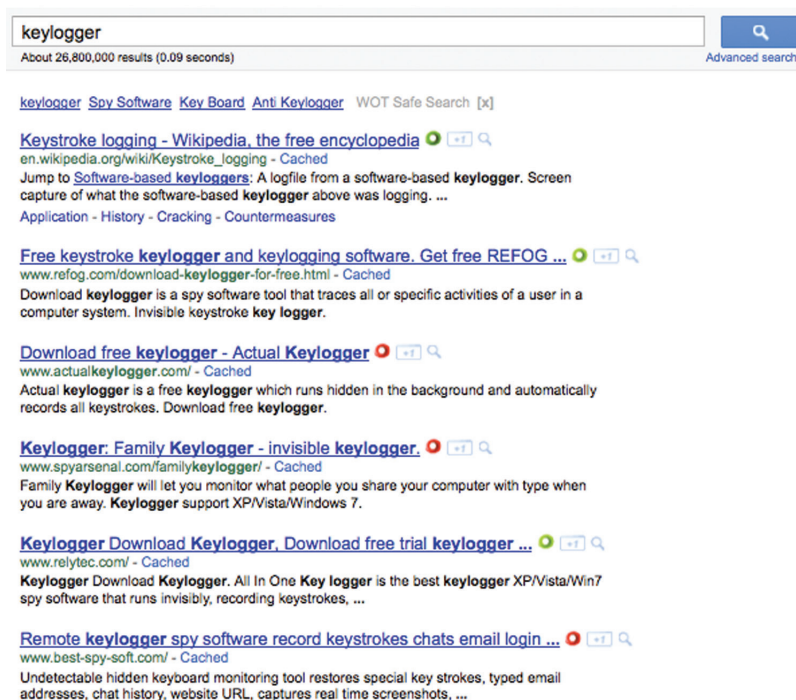 keylogger
About 26,800,000 results (0.09 seconds)
Advanced search
keylogger Spy Software Key Board Anti Keylogger WOT Safe Search [x]
Keystroke logging - Wikipedia, the free encyclopedia +1
en.wikipedia.org/wiki/Keystroke_logging - Cached
Jump to Software-based keyloggers: A logfile from a software-based keylogger. Screen
capture of what the software-based keylogger above was logging. ...
Application - History - Cracking - Countermeasures
Free keystroke keylogger and keylogging software. Get free REFOG ... +1
www.refog.com/download-keylogger-for-free.html - Cached
Download keylogger is a spy software tool that traces all or specific activities of a user in a
computer system. Invisible keystroke key logger.
Download free keylogger - Actual Keylogger +1
www.actualkeylogger.com/ - Cached
Actual keylogger is a free keylogger which runs hidden in the background and automatically
records all keystrokes. Download free keylogger.
Keylogger: Family Keylogger - invisible keylogger. +1
www.spyarsenal.com/familykeylogger/ - Cached
Family Keylogger will let you monitor what people you share your computer with type when
you are away. Keylogger support XP/Vista/Windows 7.
Keylogger Download Keylogger, Download free trial keylogger ... +1
www.relytec.com/ - Cached
Keylogger Download Keylogger. All In One Key logger is the best keylogger XP/Vista/Win7
spy software that runs invisibly, recording keystrokes, ...
Remote keylogger spy software record keystrokes chats email login ... +1
www.best-spy-soft.com/ - Cached
Undetectable hidden keyboard monitoring tool restores special key strokes, typed email
addresses, chat history, website URL, captures real time screenshots, ...